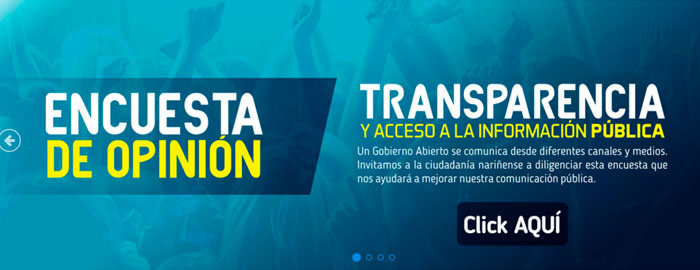 ENCUESTA
DE OPINIÓN
TRANSPARENCIA
Y ACCESO A LA INFORMACIÓN PÚBLICA
Un Gobierno Abierto se comunica desde diferentes canales y medios.
Invitamos a la ciudadanía nariñense a diligenciar esta encuesta que
nos ayudará a mejorar nuestra comunicación pública.
Click AQUÍ